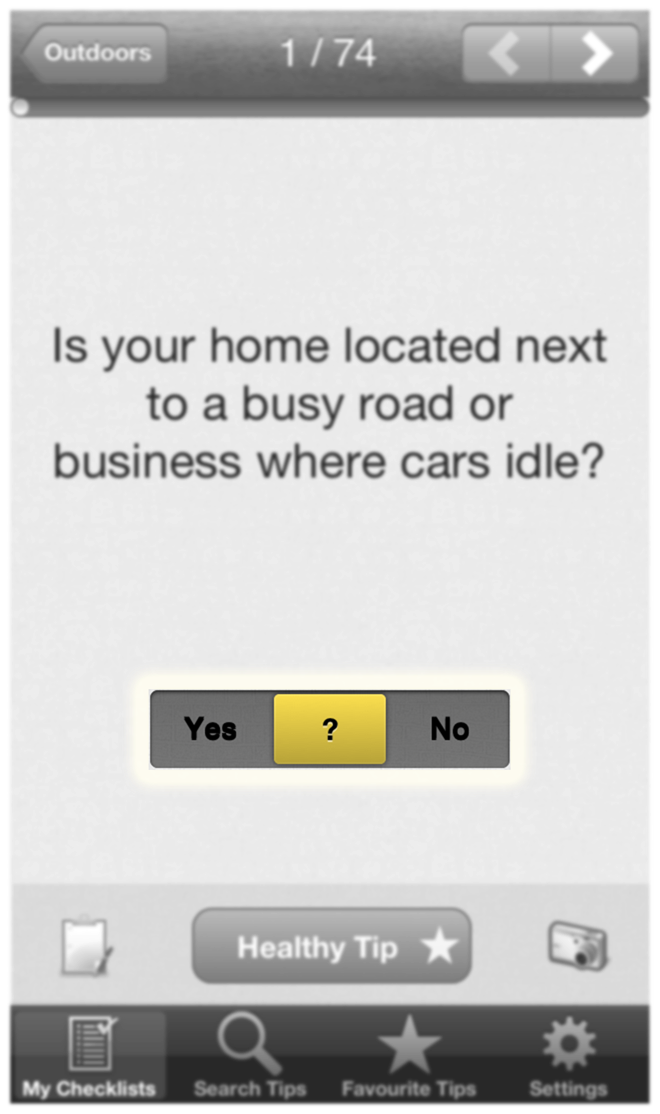 Outdoors
1 / 74
Is your home located next
to a busy road or
business where cars idle?
Yes ? No
Healthy Tip
My Checklists Search Tips Favourite Tips Settings